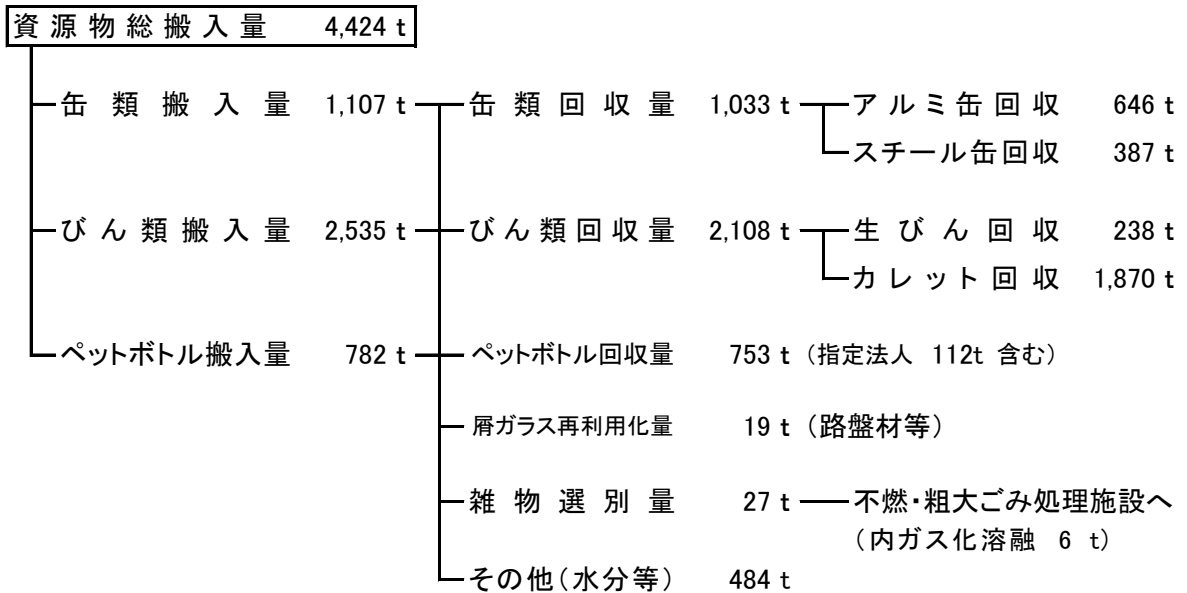 資源物総搬入量 4,424 t
缶類搬入量 1,107 t 缶類回収量 1,033 t アルミ缶回収 646 t
スチール缶回収 387 t
びん類搬入量 2,535 t びん類回収量 2,108 t 生びん回収 238 t
カレット回収 1,870 t
ペットボトル搬入量 782 t ペットボトル回収量 753 t (指定法人 112t 含む)
屑ガラス再利用化量 19 t (路盤材等)
雑物選別量 27 t 不燃・粗大ごみ処理施設へ
(内ガス化溶融 6 t)
その他(水分等) 484 t